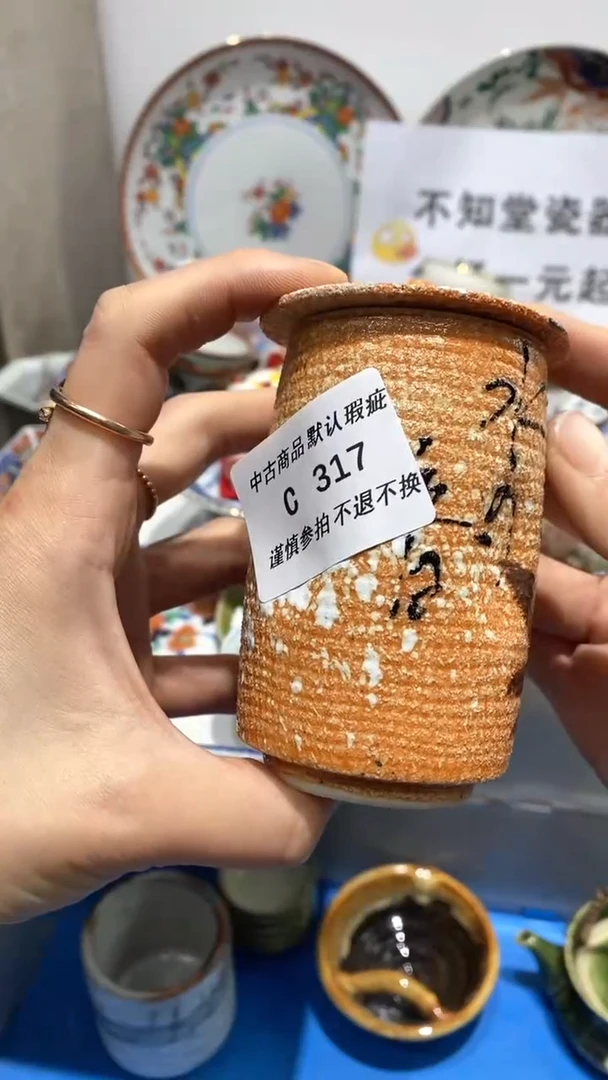 不知堂瓷器
一元起
中古商品默认瑕疵
C 317
谨慎参拍不退不换